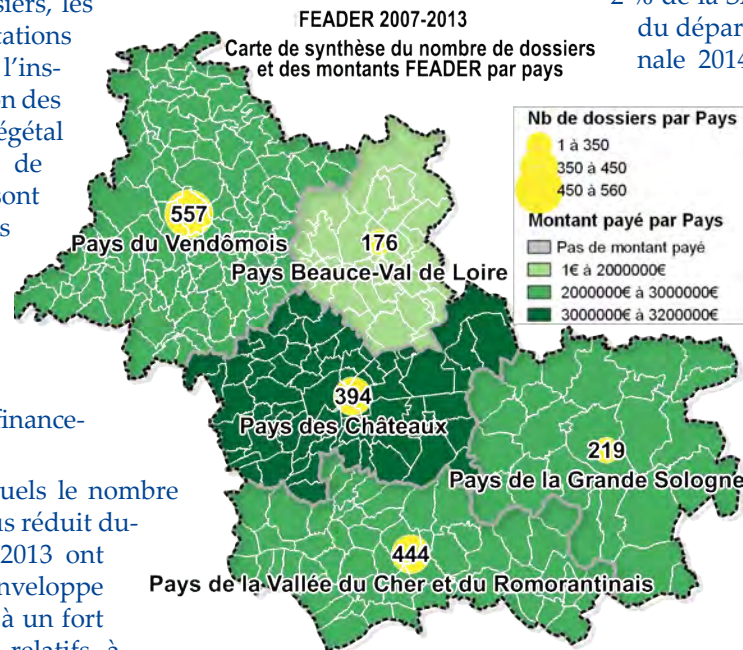 siers, les
tations
l'ins-
on des
égétal
de
sont
s
finance-
uels le nombre
us réduit du-
2013 ont
nveloppe
à un fort
relatifs à
2 % de la
du dépar
nale 2014
FEADER 2007-2013
Carte de synthèse du nombre de dossiers
et des montants FEADER par pays
Nb de dossiers par Pays
1 à 350
350 à 450
450 à 560
Montant payé par Pays
Pas de montant payé
1€ à 2000000€
2000000€ à 3000000€
3000000€ à 3200000€
557
Pays du Vendômois
176
Pays Beauce-Val de Loire
394
Pays des Châteaux
219
Pays de la Grande Sologne
444
Pays de la Vallée du Cher et du Romorantinais